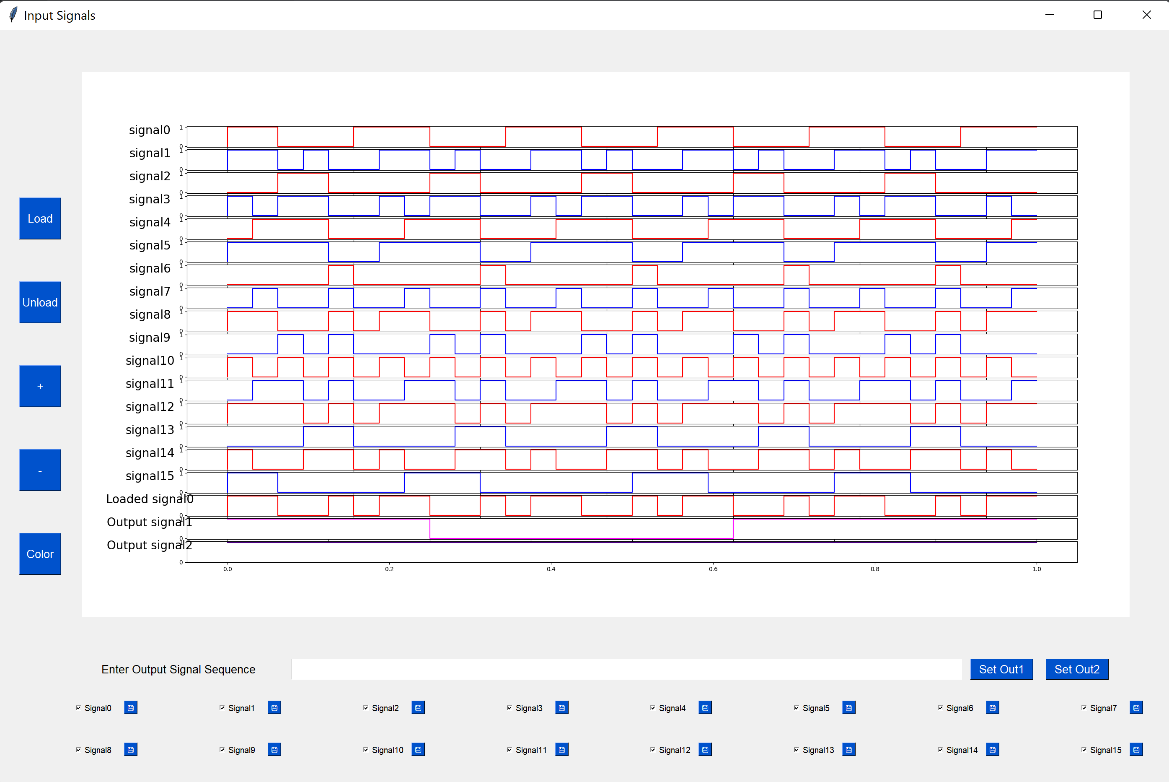 Input Signals
signal0
signal1
signal2
signal3
signal4
signal5
signal6
signal7
signal8
signal9
signal10
signal11
signal12
signal13
signal14
signal15
Loaded signal0
Output signal1
Output signal2
0.0 0.2 0.4 0.6 0.8 1.0
Load
Unload
+
-
Color
Enter Output Signal Sequence Set Out1 Set Out2
Signal0 Signal1 Signal2 Signal3 Signal4 Signal5 Signal6 Signal7
Signal8 Signal9 Signal10 Signal11 Signal12 Signal13 Signal14 Signal15